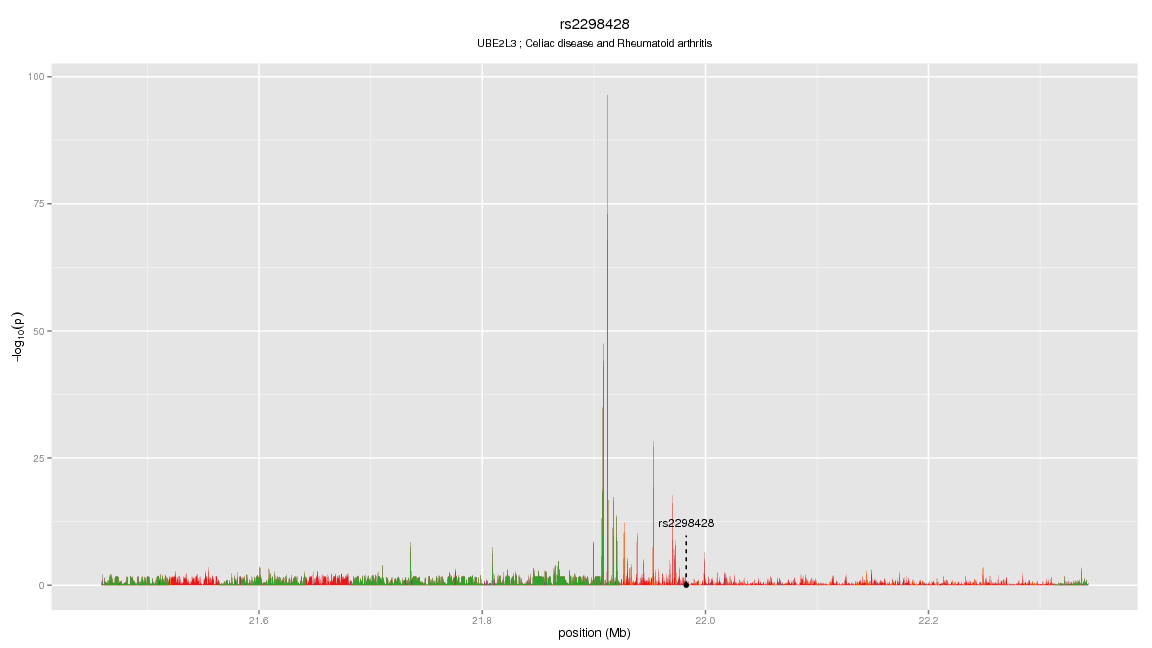 rs2298428
UBE2L3 ; Celiac disease and Rheumatoid arthritis
100
75
50
25
0
−log10(p)
rs2298428
21.6
21.8
22.0
22.2
position (Mb)